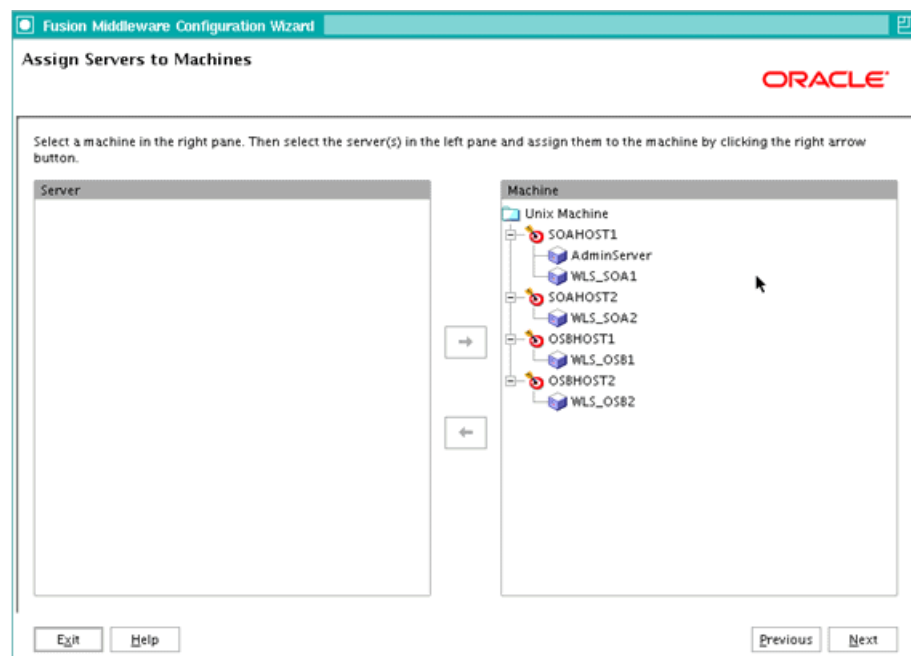 Fusion Middleware Configuration Wizard
Assign Servers to Machines
ORACLE
Select a machine in the right pane. Then select the server(s) in the left pane and assign them to the machine by clicking the right arrow
button.
Server
Machine
Unix Machine
SOAHOST1
AdminServer
WLS_SOA1
SOAHOST2
WLS_SOA2
OSBHOST1
WLS_OSB1
OSBHOST2
WLS_OSB2
Exit
Help
Previous
Next